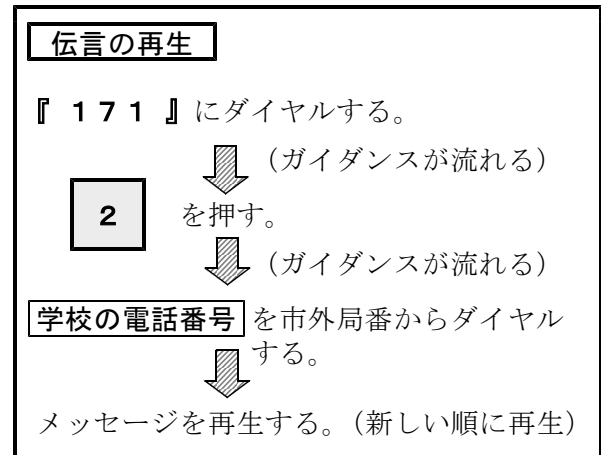 伝言の再生
『 １７１ 』にダイヤルする。
（ガイダンスが流れる）
２ を押す。
（ガイダンスが流れる）
学校の電話番号 を市外局番からダイヤル
する。
メッセージを再生する。（新しい順に再生）